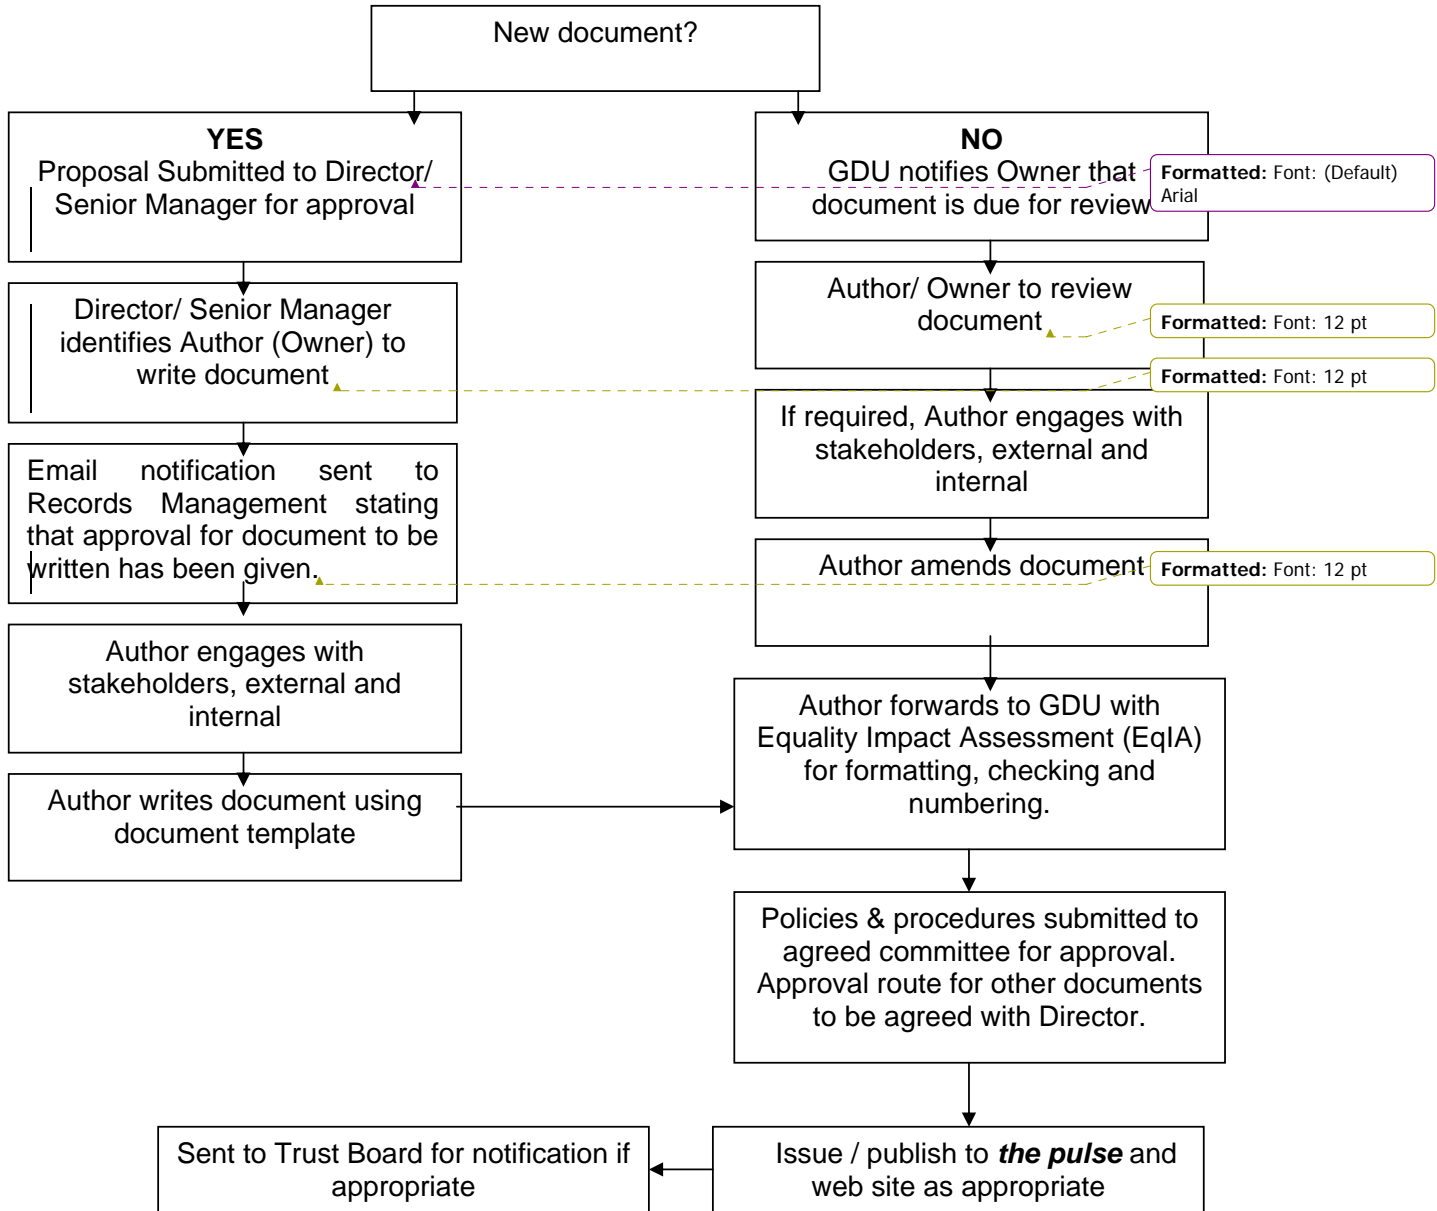 New document?
YES
Proposal Submitted to Director/
Senior Manager for approval
Director/ Senior Manager
identifies Author (Owner) to
write document
Email notification sent to
Records Management stating
that approval for document to be
written has been given.
Author engages with
stakeholders, external and
internal
Author writes document using
document template
NO
GDU notifies Owner that
document is due for review
Author/ Owner to review
document
If required, Author engages with
stakeholders, external and
internal
Author amends document
Author forwards to GDU with
Equality Impact Assessment (EqIA)
for formatting, checking and
numbering.
Policies & procedures submitted to
agreed committee for approval.
Approval route for other documents
to be agreed with Director.
Issue / publish to the pulse and
web site as appropriate
Sent to Trust Board for notification if
appropriate
Formatted: Font: (Default)
Arial
Formatted: Font: 12 pt
Formatted: Font: 12 pt
Formatted: Font: 12 pt